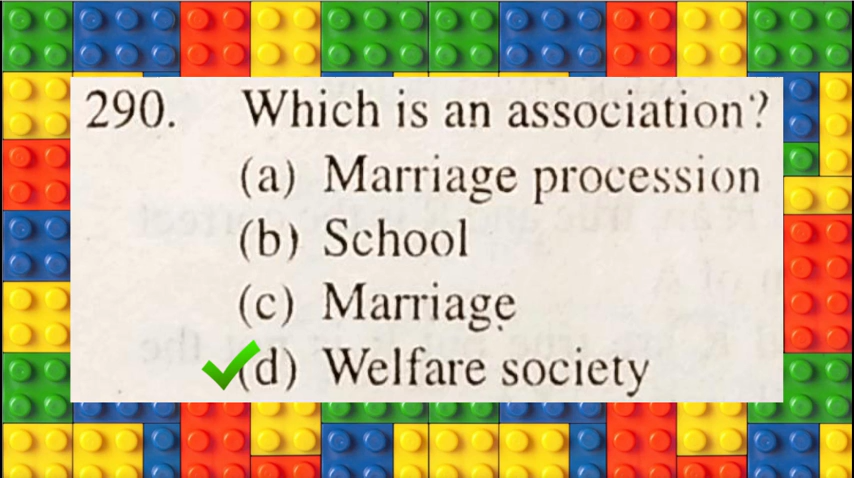 290. Which is an association?
(a) Marriage procession
(b) School
(c) Marriage
(d) Welfare society